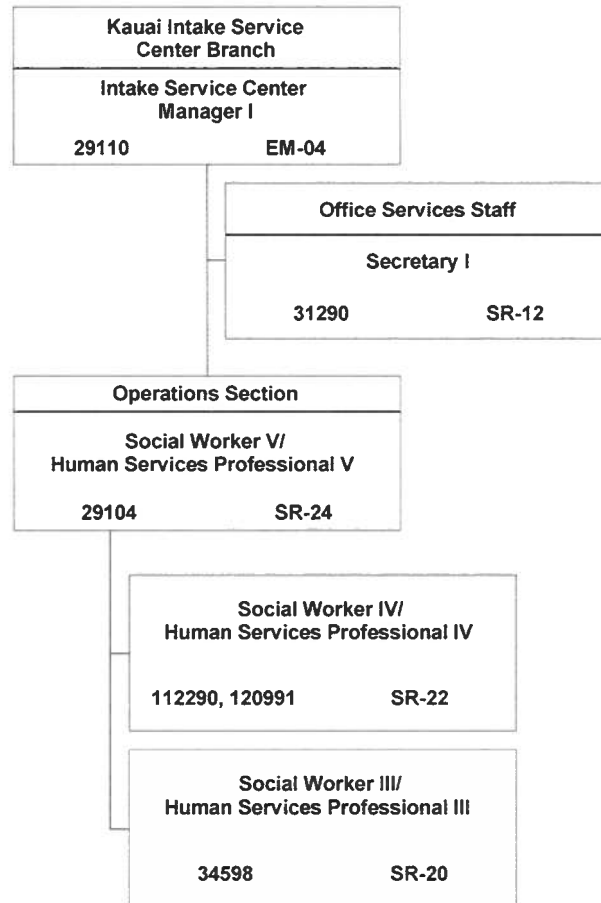 Kauai Intake Service
Center Branch
Intake Service Center
Manager I
29110 EM-04
Office Services Staff
Secretary I
31290 SR-12
Operations Section
Social Worker V/
Human Services Professional V
29104 SR-24
Social Worker IV/
Human Services Professional IV
112290, 120991 SR-22
Social Worker III/
Human Services Professional III
34598 SR-20